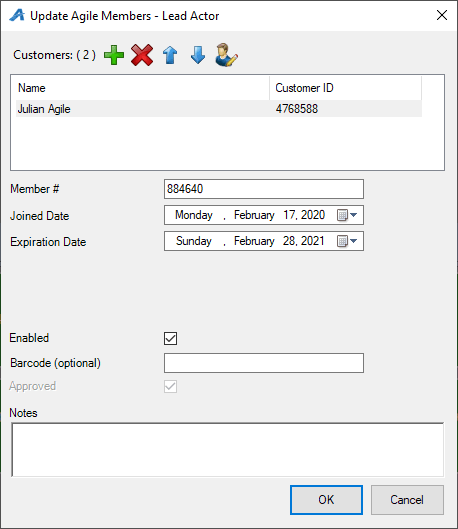 Update Agile Members - Lead Actor
Customers: ( 2 )
Name Customer ID
Julian Agile 4768588
Member # 884640
Joined Date Monday , February 17, 2020
Expiration Date Sunday , February 28, 2021
Enabled
Barcode (optional)
Approved
Notes
OK Cancel